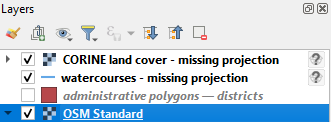 Layers
CORINE land cover - missing projection
?
watercourses - missing projection
?
administrative polygons — districts
OSM Standard